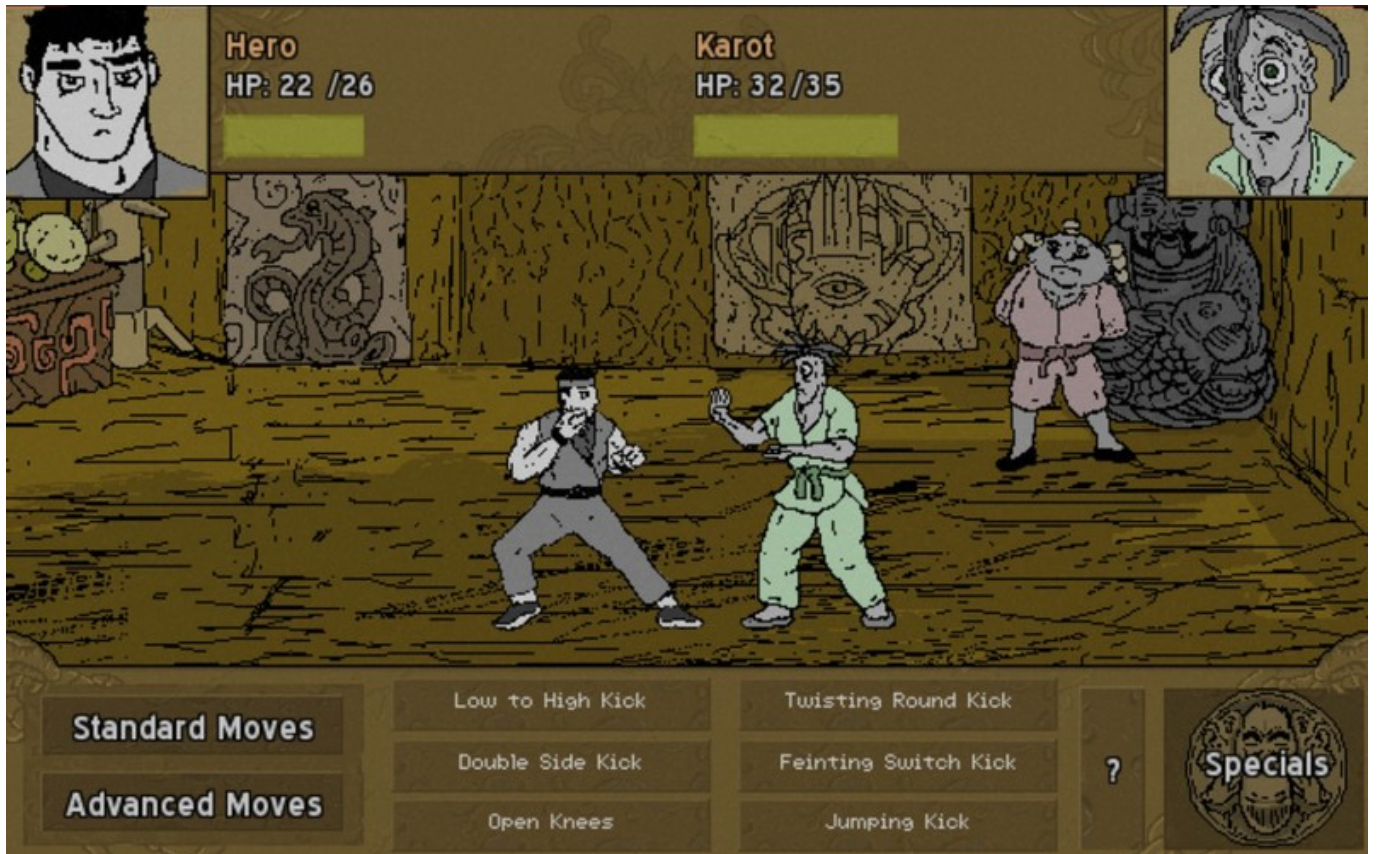 Hero
HP: 22 /26
Karot
HP: 32/35
Standard Moves
Advanced Moves
Low to High Kick
Twisting Round Kick
Double Side Kick
Feinting Switch Kick
Open Knees
Jumping Kick
?
Specials